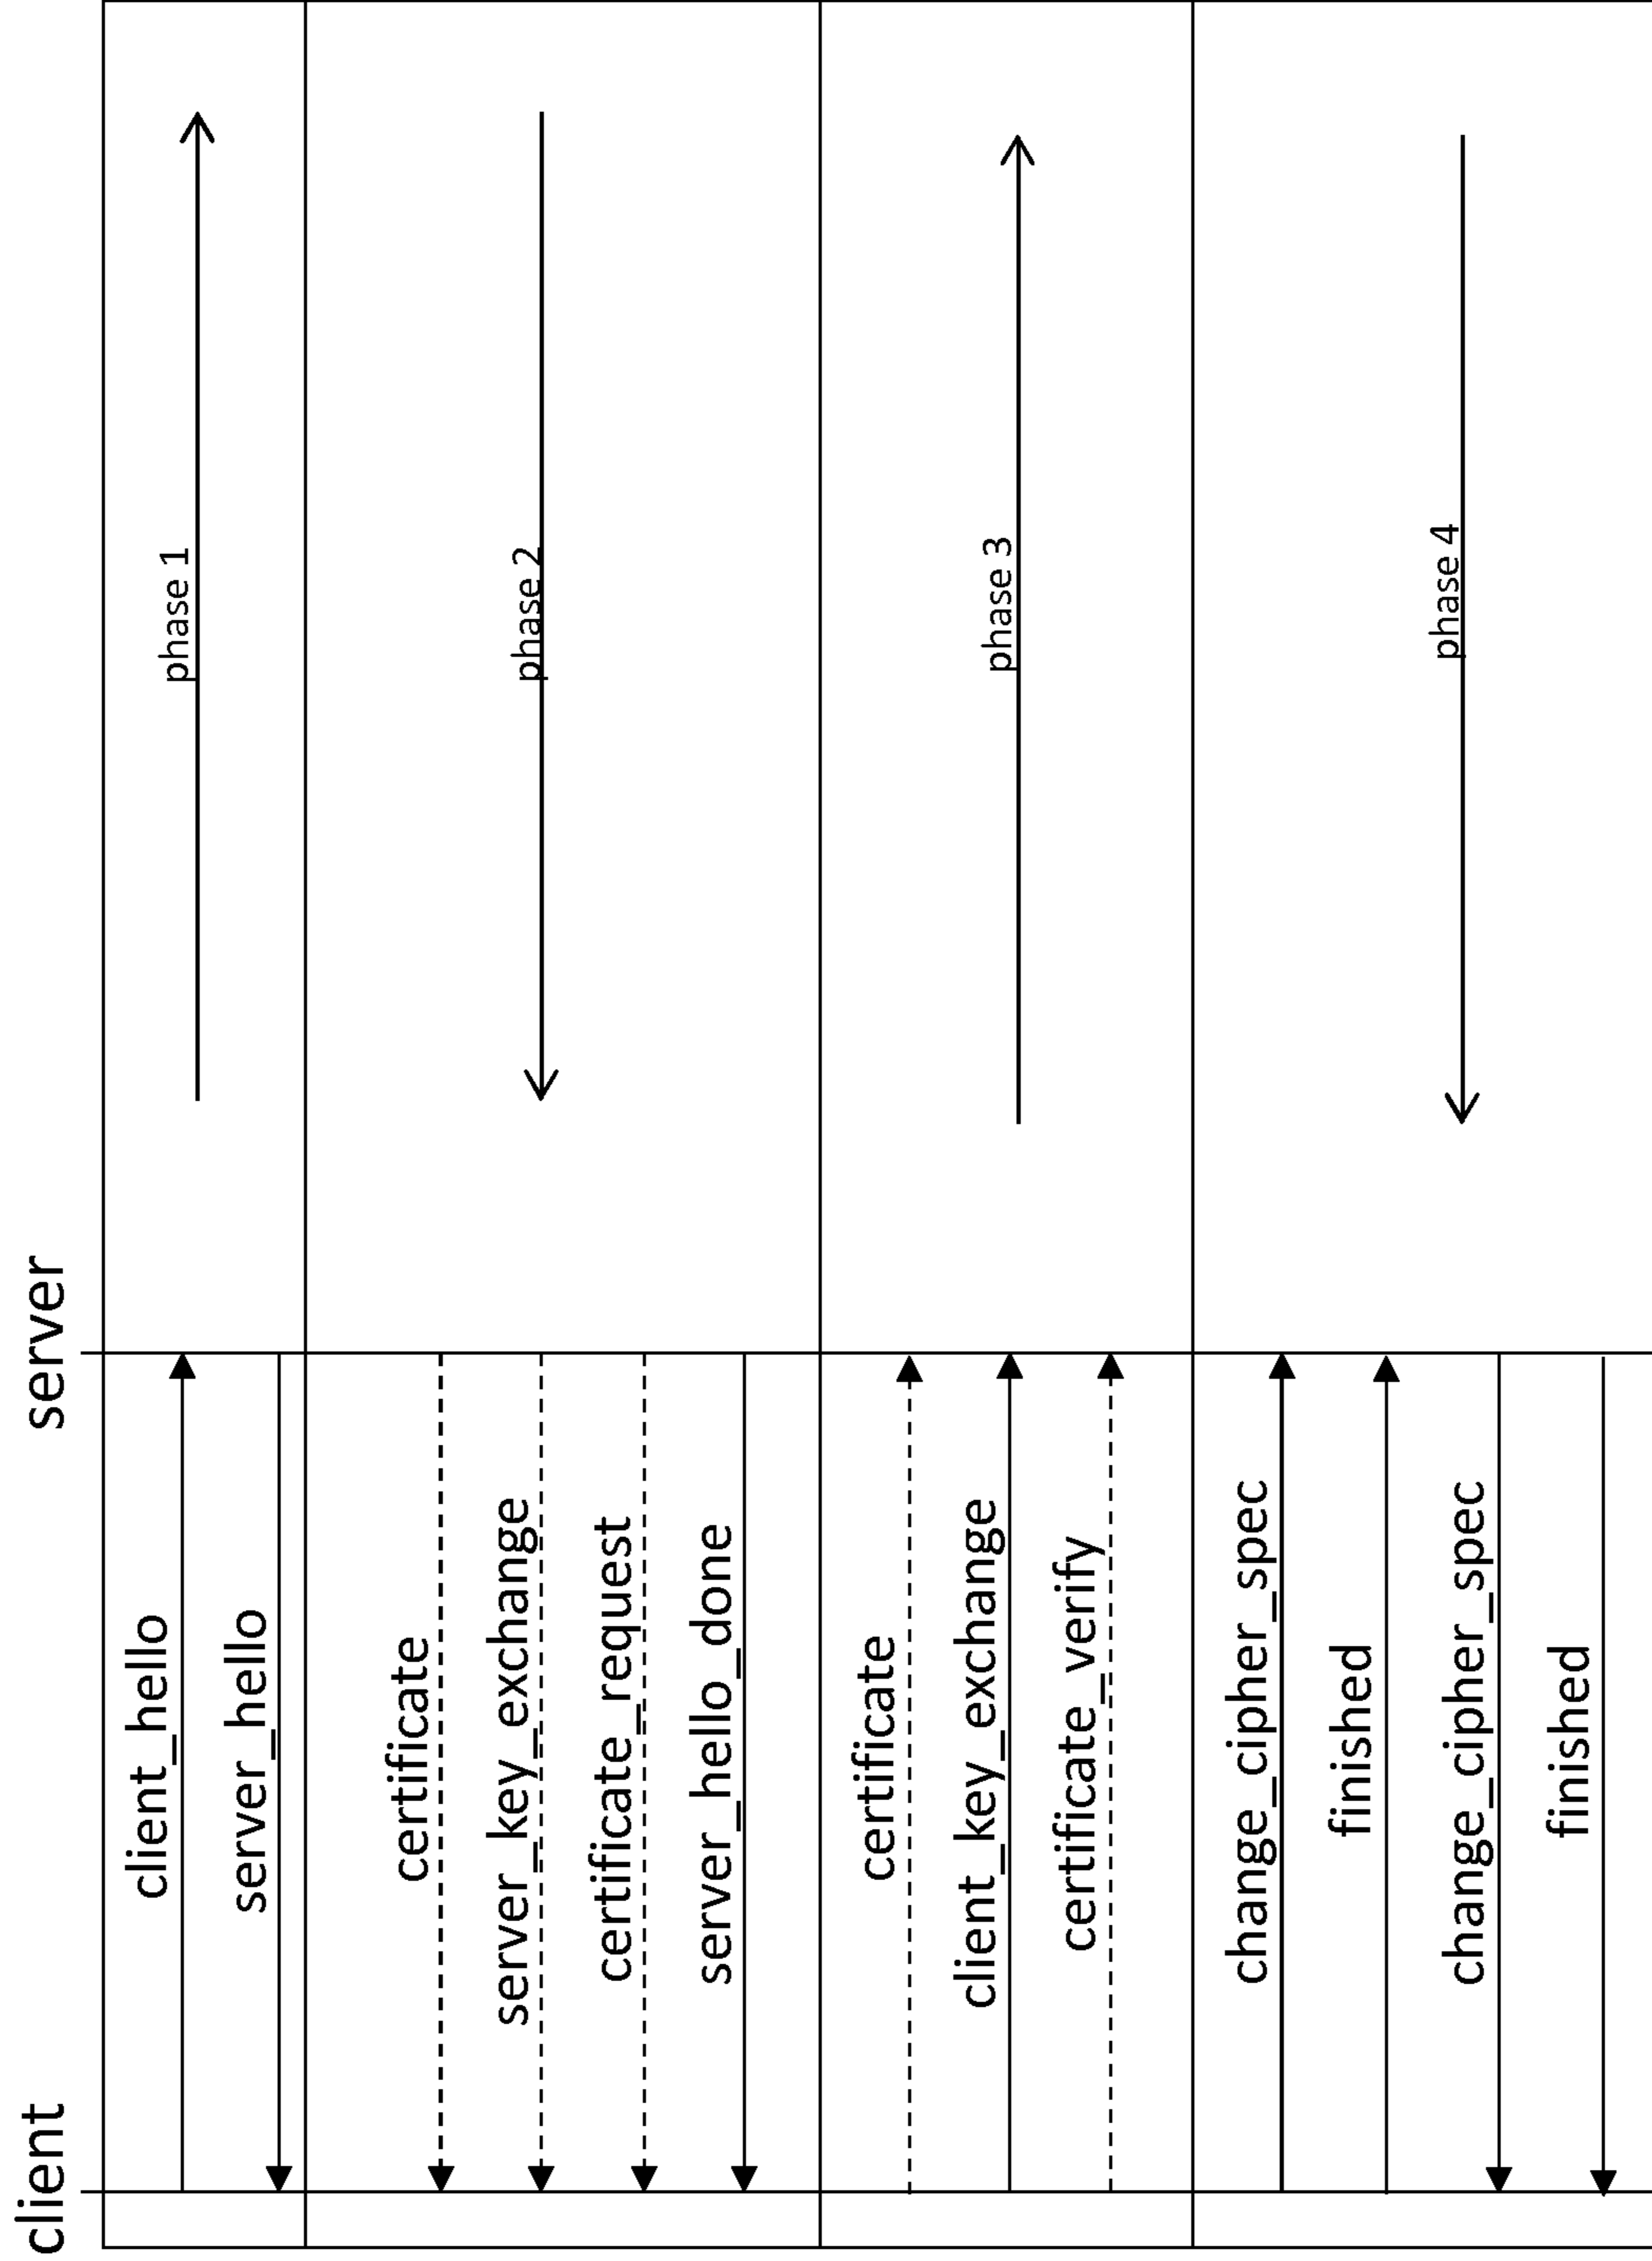 client
server
client_hello
phase 1
server_hello
certificate
server_key_exchange
phase 2
certificate_request
server_hello_done
certificate
client_key_exchange
phase 3
certificate_verify
change_cipher_spec
finished
phase 4
change_cipher_spec
finished